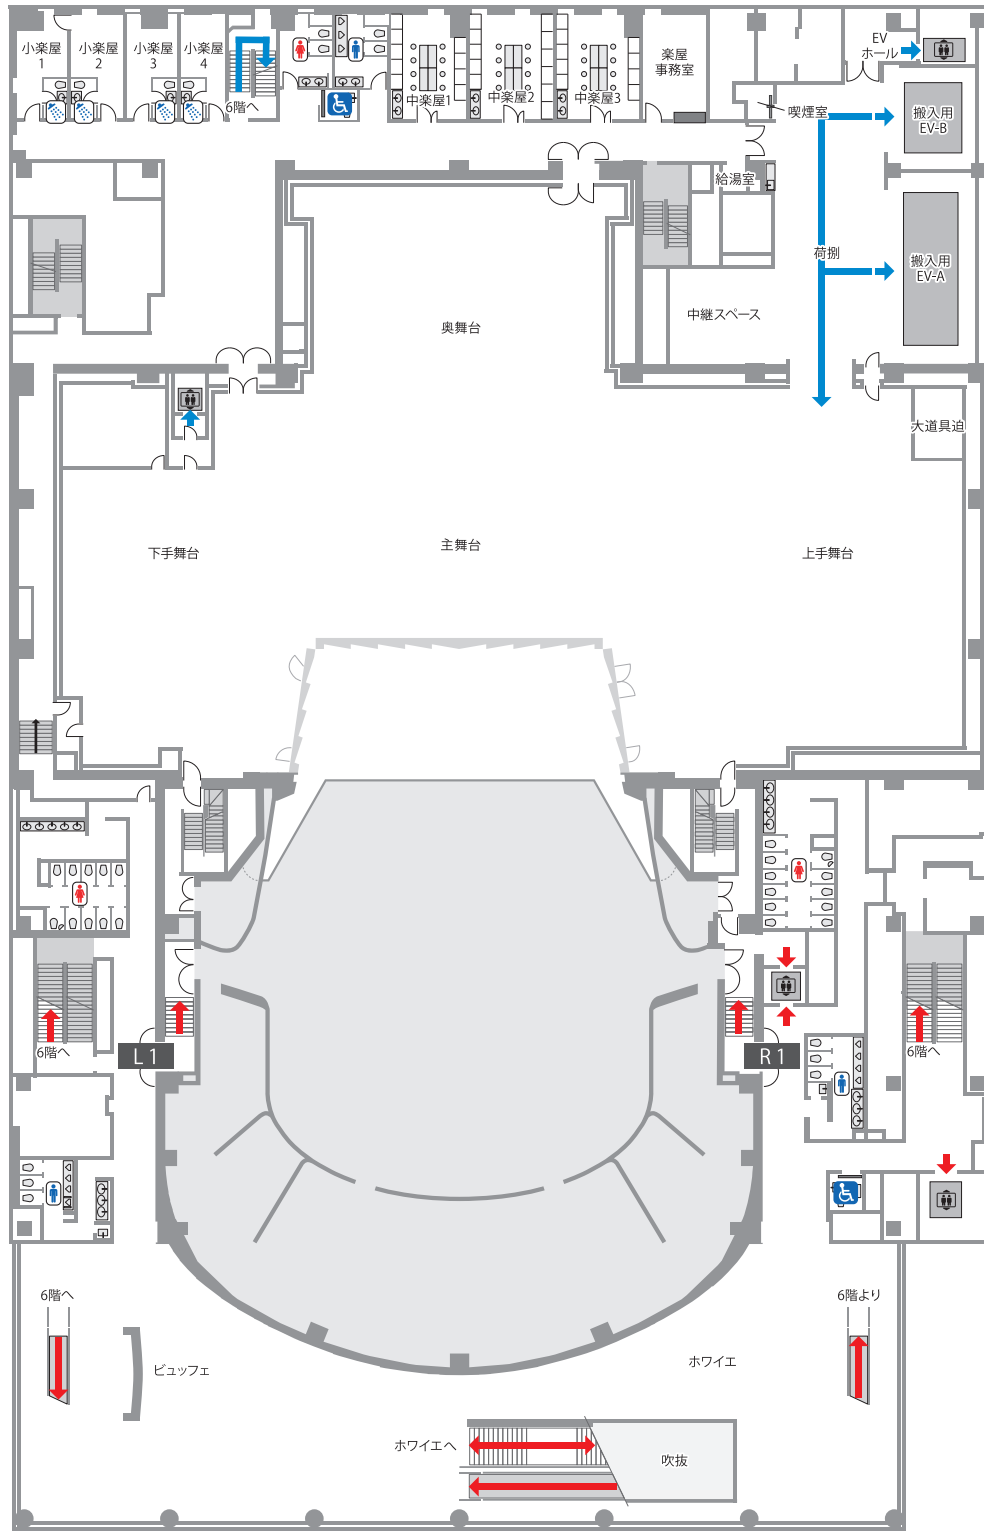 小楽屋
1
小楽屋
2
小楽屋
3
小楽屋
4
6階へ
中楽屋1
中楽屋2
中楽屋3
楽屋
事務室
EV
ホール
喫煙室
搬入用
EV-B
給湯室
荷捌
搬入用
EV-A
中継スペース
奥舞台
大道具迫
下手舞台
主舞台
上手舞台
6階へ
L 1
R 1
6階へ
6階へ
6階より
ビュッフェ
ホワイエ
ホワイエへ
吹抜